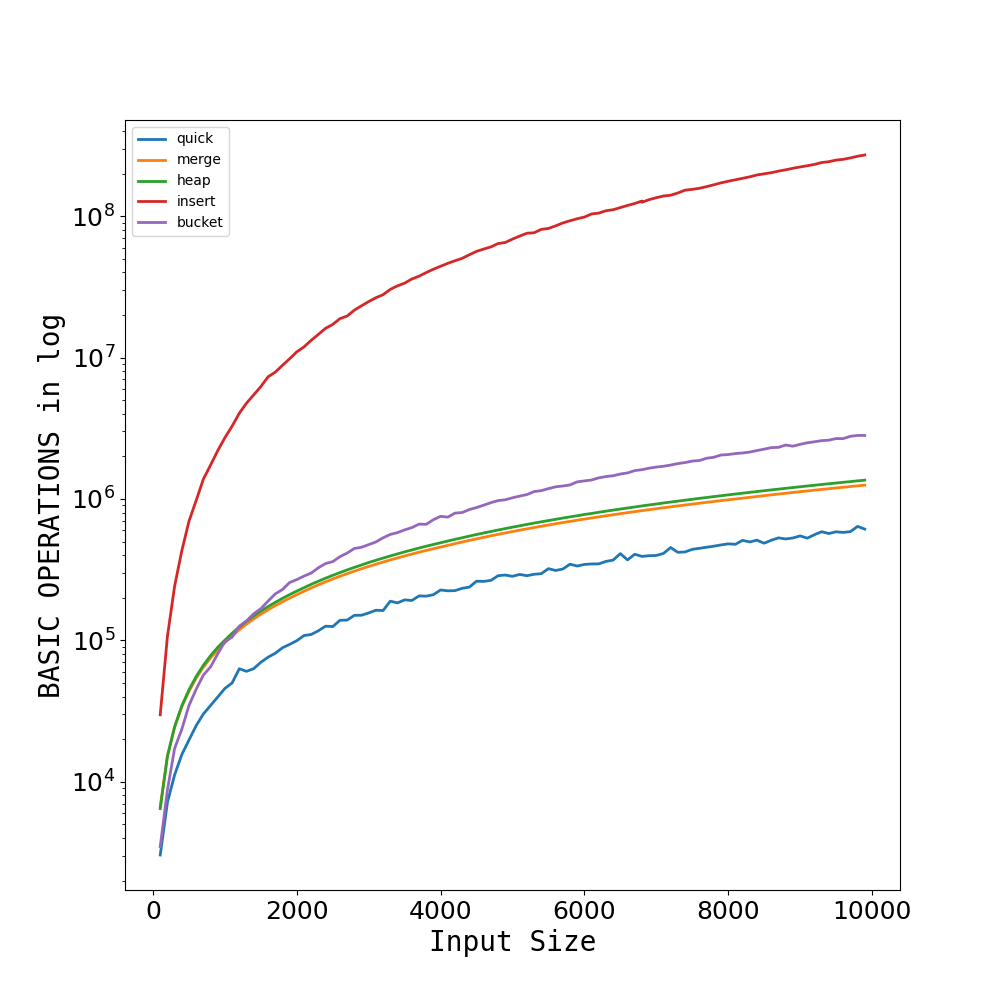 quick
merge
heap
insert
bucket
10^8
10^7
10^6
10^5
10^4
BASIC OPERATIONS in log
0 2000 4000 6000 8000 10000
Input Size